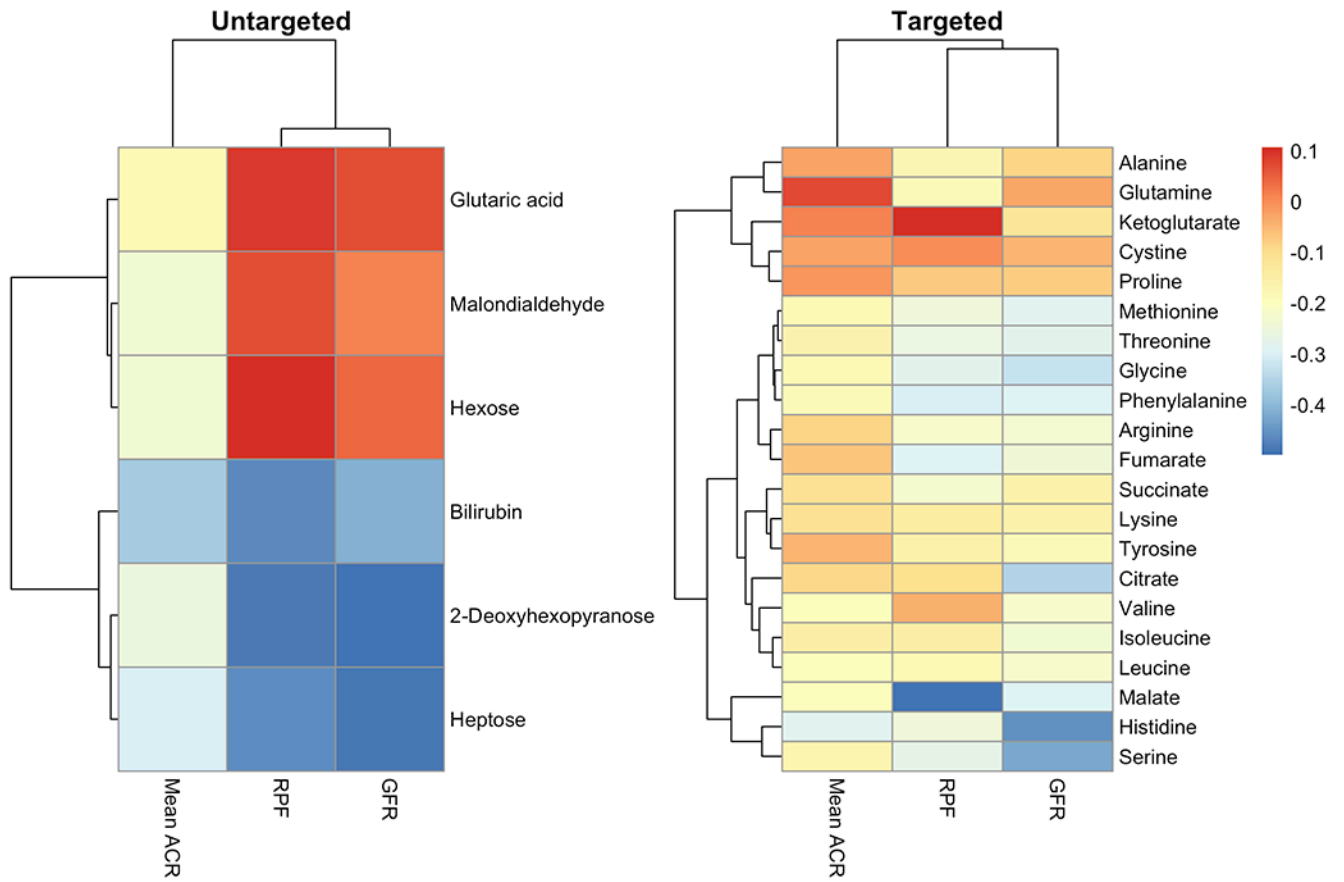 Untargeted
Glutaric acid
Malondialdehyde
Hexose
Bilirubin
2-Deoxyhexopyranose
Heptose
Mean ACR
RPF
GFR
Targeted
Alanine
Glutamine
Ketoglutarate
Cystine
Proline
Methionine
Threonine
Glycine
Phenylalanine
Arginine
Fumarate
Succinate
Lysine
Tyrosine
Citrate
Valine
Isoleucine
Leucine
Malate
Histidine
Serine
Mean ACR
RPF
GFR
0.1
0
-0.1
-0.2
-0.3
-0.4